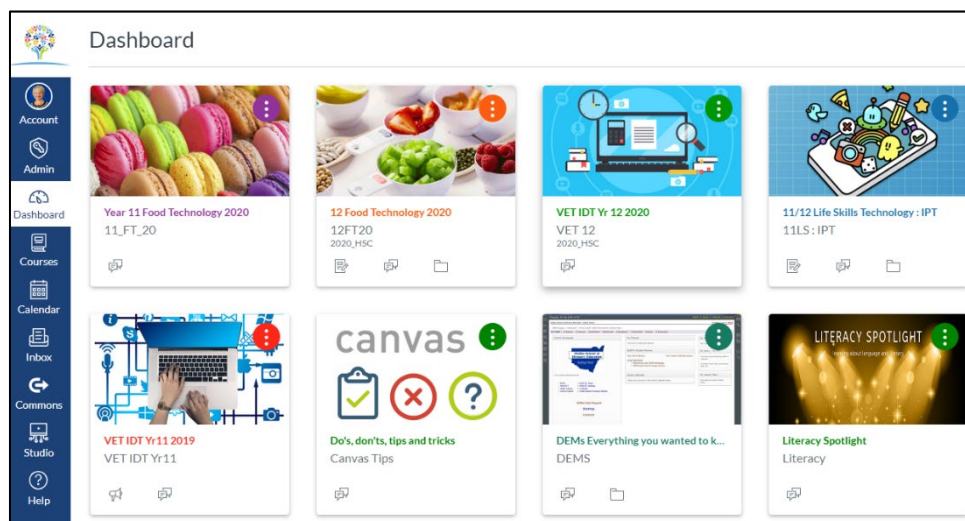 Dashboard
Account
Admin
Dashboard
Courses
Calendar
Inbox
Commons
Studio
Help
Year 11 Food Technology 2020
11_FT_20
12 Food Technology 2020
12FT20
2020_HSC
VET IDT Yr 12 2020
VET 12
2020_HSC
11/12 Life Skills Technology : IPT
11LS : IPT
VET IDT Yr11 2019
VET IDT Yr11
canvas
Do's, don'ts, tips and tricks
Canvas Tips
DEMs Everything you wanted to k...
DEMS
LITERACY SPOTLIGHT
Literacy Spotlight
Literacy